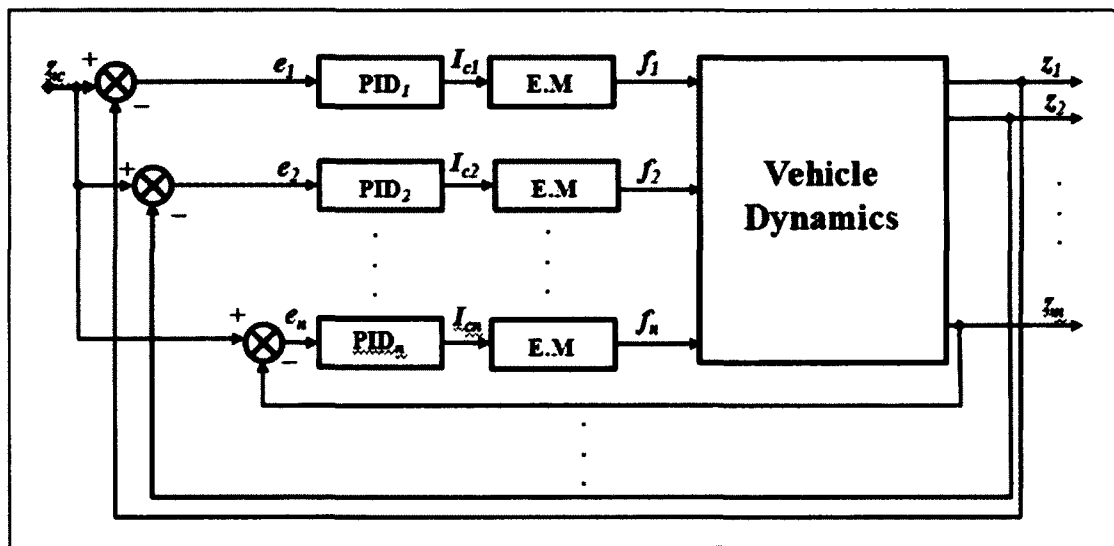 + z_c e_1 PID_1 I_c1 E.M f_1 z_1
−
z_2
+ e_2 PID_2 I_c2 E.M f_2 Vehicle
Dynamics
−
+ e_n PID_n I_cn E.M f_n z_m
−